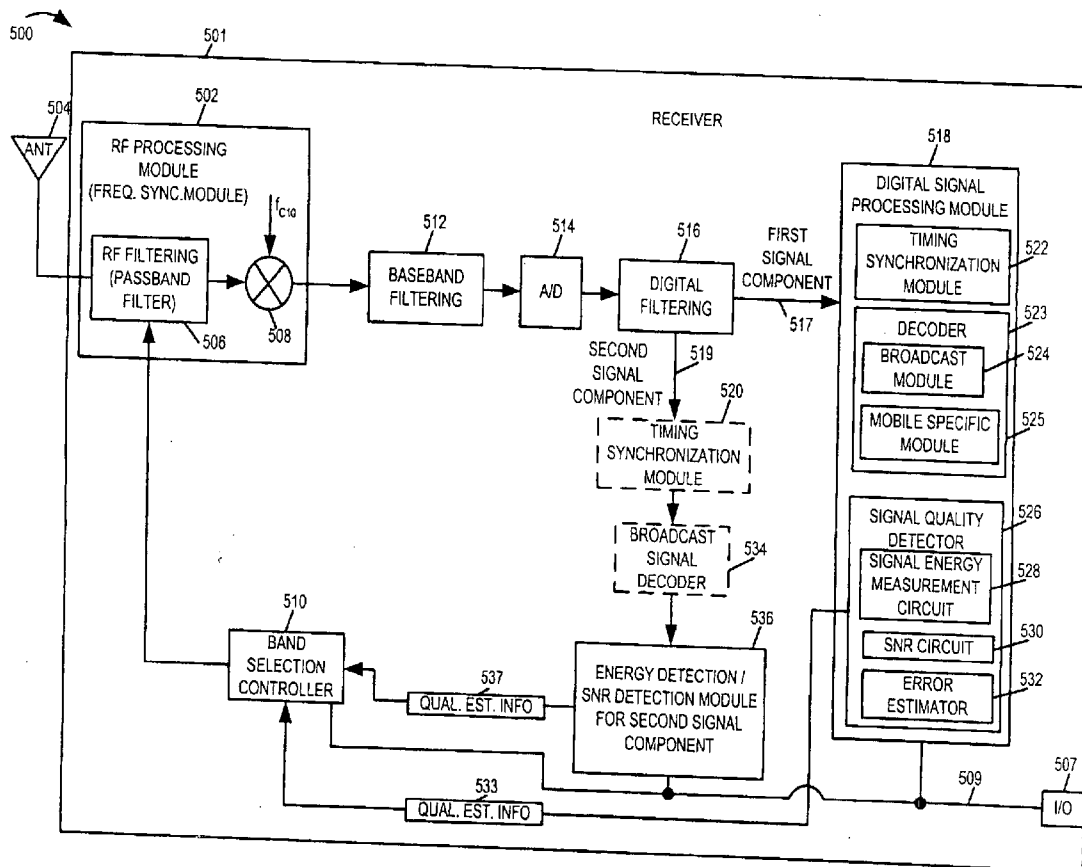 500
501
502
504
ANT
RF PROCESSING
MODULE
(FREQ. SYNC.MODULE)
fC10
RF FILTERING
(PASSBAND
FILTER)
506
508
512
BASEBAND
FILTERING
514
A/D
516
DIGITAL
FILTERING
RECEIVER
FIRST
SIGNAL
COMPONENT
517
SECOND
SIGNAL
COMPONENT
519
520
TIMING
SYNCHRONIZATION
MODULE
BROADCAST
SIGNAL
DECODER
534
536
ENERGY DETECTION /
SNR DETECTION MODULE
FOR SECOND SIGNAL
COMPONENT
518
DIGITAL SIGNAL
PROCESSING MODULE
TIMING
SYNCHRONIZATION
MODULE
522
DECODER
523
BROADCAST
MODULE
524
MOBILE SPECIFIC
MODULE
525
SIGNAL QUALITY
DETECTOR
526
SIGNAL ENERGY
MEASUREMENT
CIRCUIT
528
SNR CIRCUIT
530
ERROR
ESTIMATOR
532
510
BAND
SELECTION
CONTROLLER
537
QUAL. EST. INFO
533
QUAL. EST. INFO
509
507
I/O